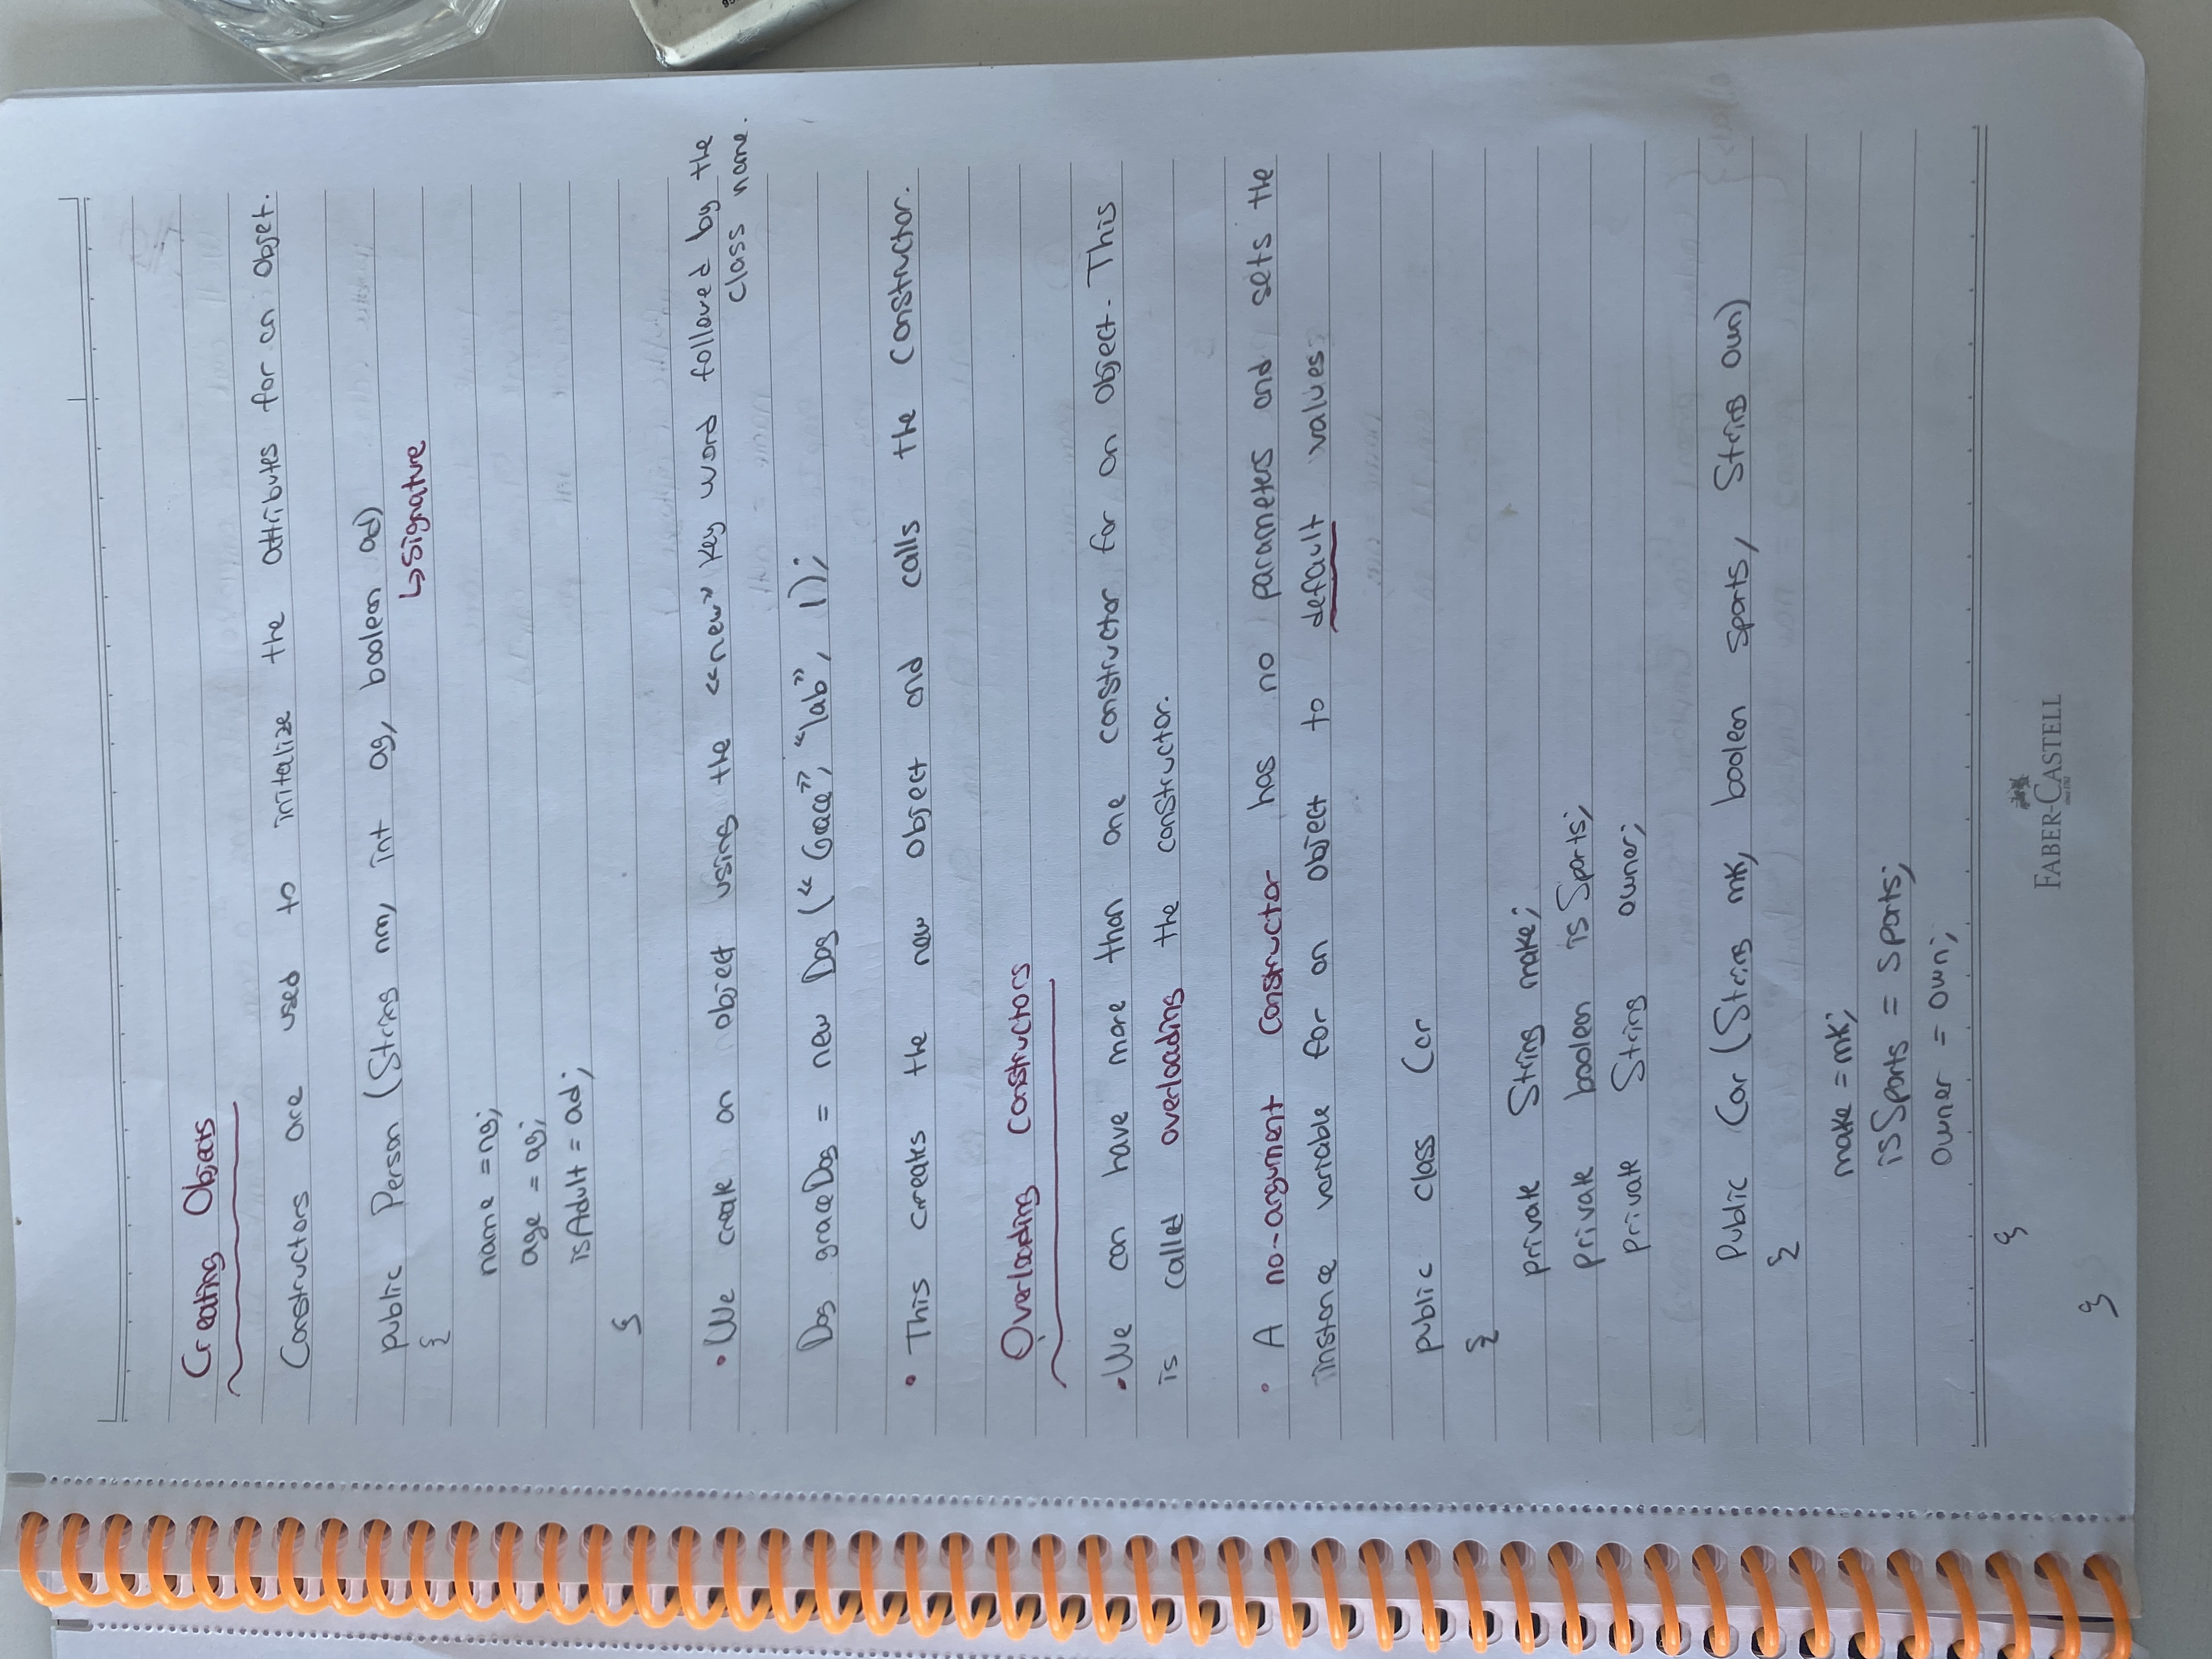 Creating Objects
Constructors are used to initalize the attributes for an Objet.
public Person (String nm, int ag, boolean ad)
↳Signature
{
name = ng;
age = ag;
isAdult = ad;
}
• We create an object using the “new” Key word followed by the
class name.
Dog graceDog = new Dog (“Grace”, “lab”, 1);
• This creates the new object and calls the constructor.
Overloading constructors
• We can have more than one constructor for an object. This
is called overloading the constructor.
• A no-argument constructor has no parameters and sets the
instance variable for an object to default values.
public class Car
{
private String make;
private boolean isSports;
private String owner;
Public Car (String mk, boolean sports, String own)
{
make = mk;
isSports = sports;
owner = own;
}
FABER-CASTELL
since 1761
}